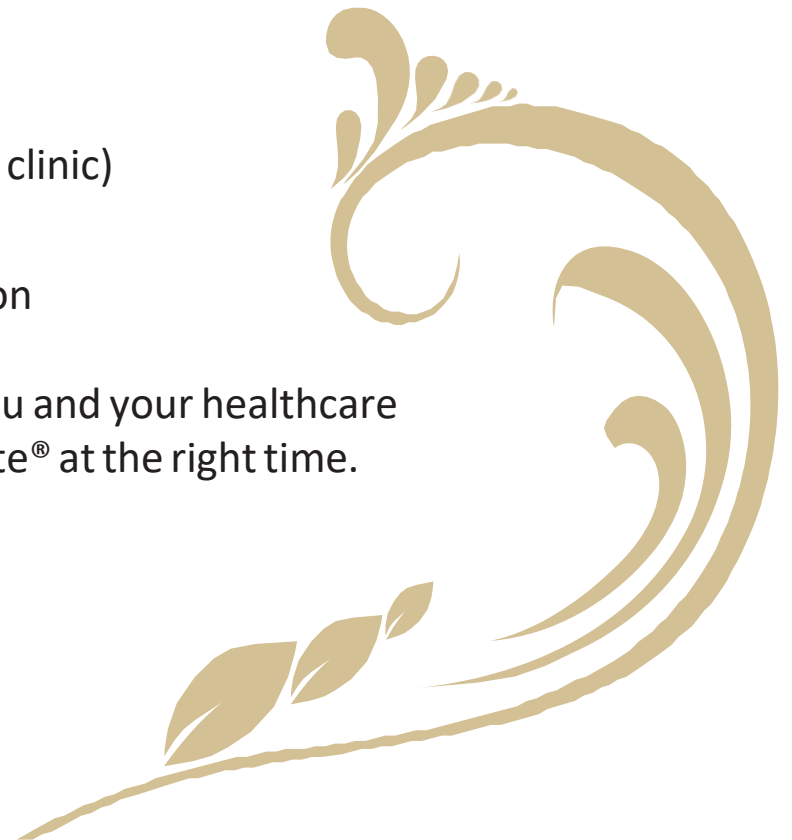 clinic)
on
u and your healthcare
te® at the right time.